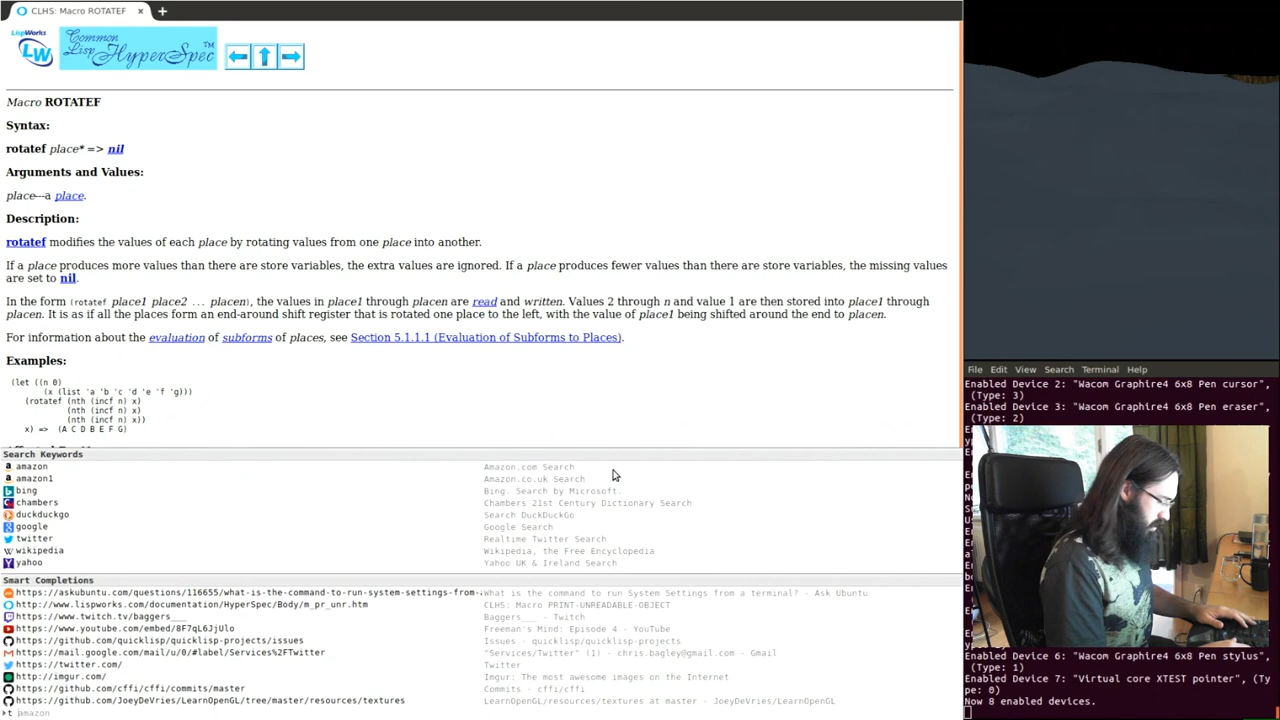 CLHS: Macro ROTATEF
LispWorks
LW
Common Lisp HyperSpec™
Macro ROTATEF
Syntax:
rotatef place* => nil
Arguments and Values:
place---a place.
Description:
rotatef modifies the values of each place by rotating values from one place into another.
If a place produces more values than there are store variables, the extra values are ignored. If a place produces fewer values than there are store variables, the missing values
are set to nil.
In the form (rotatef place1 place2 ... placen), the values in place1 through placen are read and written. Values 2 through n and value 1 are then stored into place1 through
placen. It is as if all the places form an end-around shift register that is rotated one place to the left, with the value of place1 being shifted around the end to placen.
For information about the evaluation of subforms of places, see Section 5.1.1.1 (Evaluation of Subforms to Places).
Examples:
(let ((n 0)
(x (list 'a 'b 'c 'd 'e 'f 'g)))
(rotatef (nth (incf n) x)
(nth (incf n) x)
(nth (incf n) x))
x) => (A C D B E F G)
Search Keywords
amazon Amazon.com Search
amazon1 Amazon.co.uk Search
bing Bing. Search by Microsoft.
chambers Chambers 21st Century Dictionary Search
duckduckgo Search DuckDuckGo
google Google Search
twitter Realtime Twitter Search
wikipedia Wikipedia, the Free Encyclopedia
yahoo Yahoo UK & Ireland Search
Smart Completions
https://askubuntu.com/questions/116655/what-is-the-command-to-run-system-settings-from- What is the command to run System Settings from a terminal? - Ask Ubuntu
http://www.lispworks.com/documentation/HyperSpec/Body/m_pr_unr.htm CLHS: Macro PRINT-UNREADABLE-OBJECT
https://www.twitch.tv/baggers___ Baggers___ - Twitch
https://www.youtube.com/embed/8F7qL6JjUlo Freeman's Mind: Episode 4 - YouTube
https://github.com/quicklisp/quicklisp-projects/issues Issues · quicklisp/quicklisp-projects
https://mail.google.com/mail/u/0/#label/Services%2FTwitter "Services/Twitter" (1) - chris.bagley@gmail.com - Gmail
https://twitter.com/ Twitter
http://imgur.com/ Imgur: The most awesome images on the Internet
https://github.com/cffi/cffi/commits/master Commits · cffi/cffi
https://github.com/JoeyDeVries/LearnOpenGL/tree/master/resources/textures LearnOpenGL/resources/textures at master · JoeyDeVries/LearnOpenGL
t amazon
File Edit View Search Terminal Help
Enabled Device 2: "Wacom Graphire4 6x8 Pen cursor",
(Type: 3)
Enabled Device 3: "Wacom Graphire4 6x8 Pen eraser",
(Type: 2)
Enabled Device 6: "Wacom Graphire4 6x8 Pen stylus",
(Type: 1)
Enabled Device 7: "Virtual core XTEST pointer", (Ty
pe: 0)
Now 8 enabled devices.